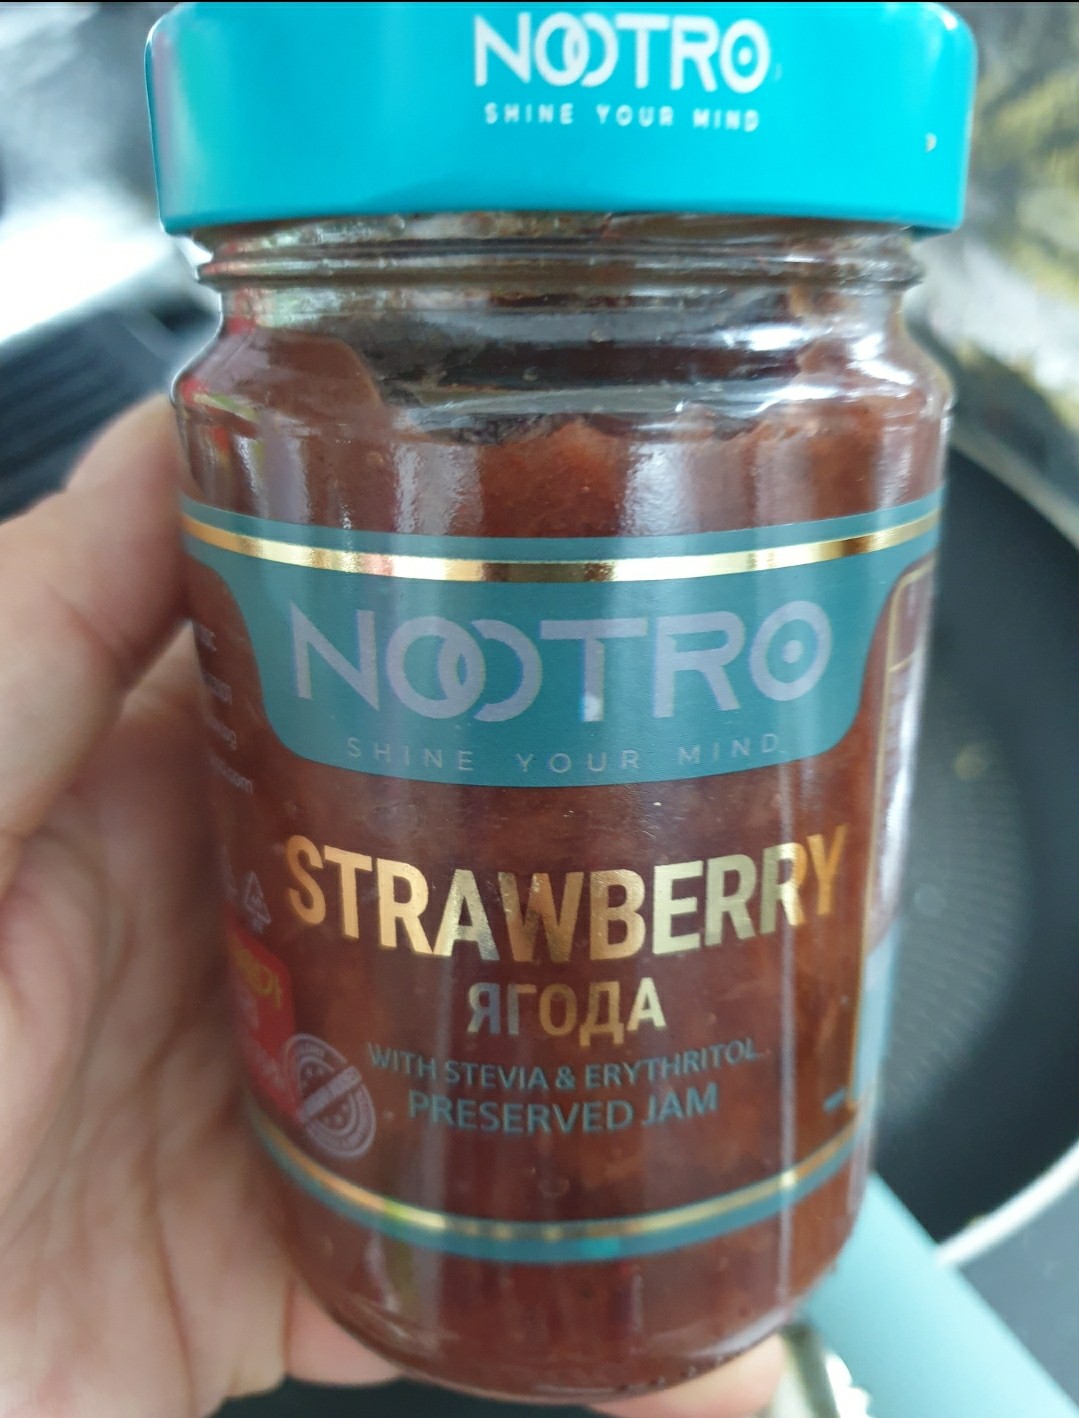 NOOTRO
SHINE YOUR MIND
NOOTRO
SHINE YOUR MIND
STRAWBERRY
ЯГОДА
WITH STEVIA & ERYTHRITOL
PRESERVED JAM